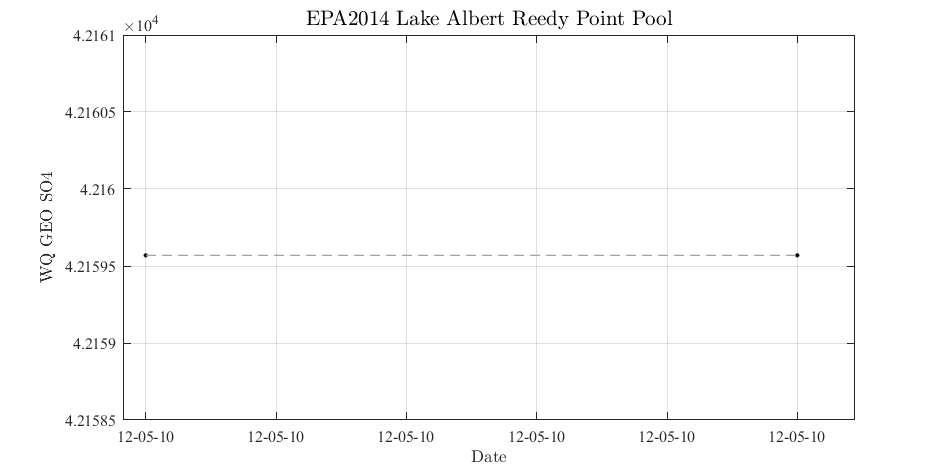 EPA2014 Lake Albert Reedy Point Pool
×10⁴
4.2161
4.21605
4.216
4.21595
4.2159
4.21585
WQ GEO SO4
12-05-10 12-05-10 12-05-10 12-05-10 12-05-10 12-05-10
Date